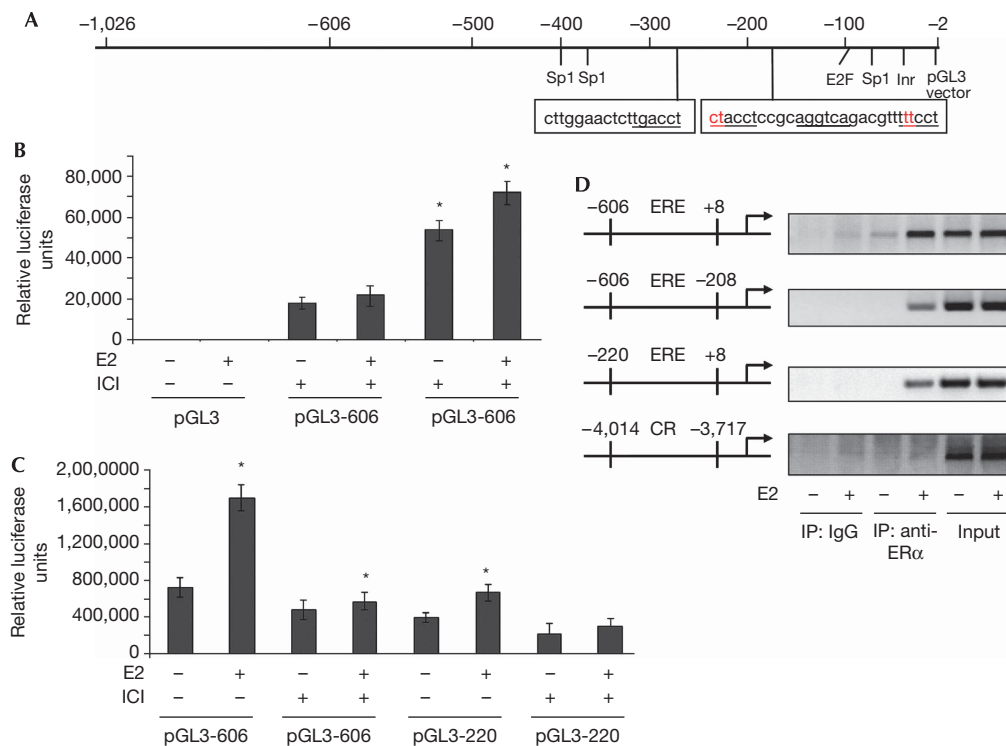 A
−1,026 −606 −500 −400 −300 −200 −100 −2
Sp1 Sp1 E2F Sp1 Inr pGL3
vector
cttggaactcttgacct ctacctccgcaggtcagacgttttttcct
B
Relative luciferase
units
80,000
60,000
40,000
20,000
0
* *
E2 − + − + − +
ICI − − + + + +
pGL3 pGL3-606 pGL3-606
C
Relative luciferase
units
2,00,0000
1,600,000
1,200,000
800,000
400,000
0
* * *
E2 − + − + − + − +
ICI − − + + − − + +
pGL3-606 pGL3-606 pGL3-220 pGL3-220
D
−606 ERE +8
−606 ERE −208
−220 ERE +8
−4,014 CR −3,717
E2 − + − + − +
IP: IgG IP: anti- Input
ERα